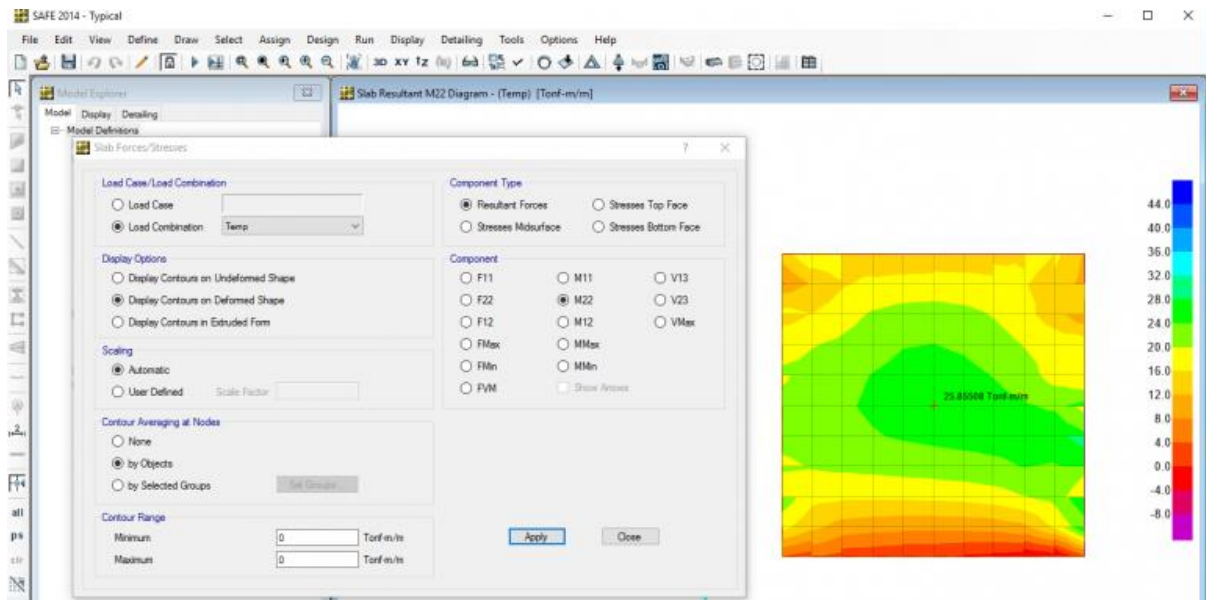 SAFE 2014 - Typical
File Edit View Define Draw Select Assign Design Run Display Detailing Tools Options Help
3D XY
Model Explorer
Slab Resultant M22 Diagram - (Temp) [Tonf-m/m]
Model Display Detailing
Model Definitions
Slab Forces/Stresses
Load Case/Load Combination
Load Case
Load Combination Temp
Display Options
Display Contours on Undeformed Shape
Display Contours on Deformed Shape
Display Contours in Extruded Form
Scaling
Automatic
User Defined Scale Factor
Contour Averaging at Nodes
None
by Objects
by Selected Groups Set Groups...
Contour Range
Minimum 0 Tonf-m/m
Maximum 0 Tonf-m/m
Component Type
Resultant Forces Stresses Top Face
Stresses Midsurface Stresses Bottom Face
Component
F11 M11 V13
F22 M22 V23
F12 M12 VMax
FMax MMax
FMin MMin
FVM Show Arrows
Apply Close
25.85508 Tonf-m/m
44.0
40.0
36.0
32.0
28.0
24.0
20.0
16.0
12.0
8.0
4.0
0.0
-4.0
-8.0
all
ps
clr